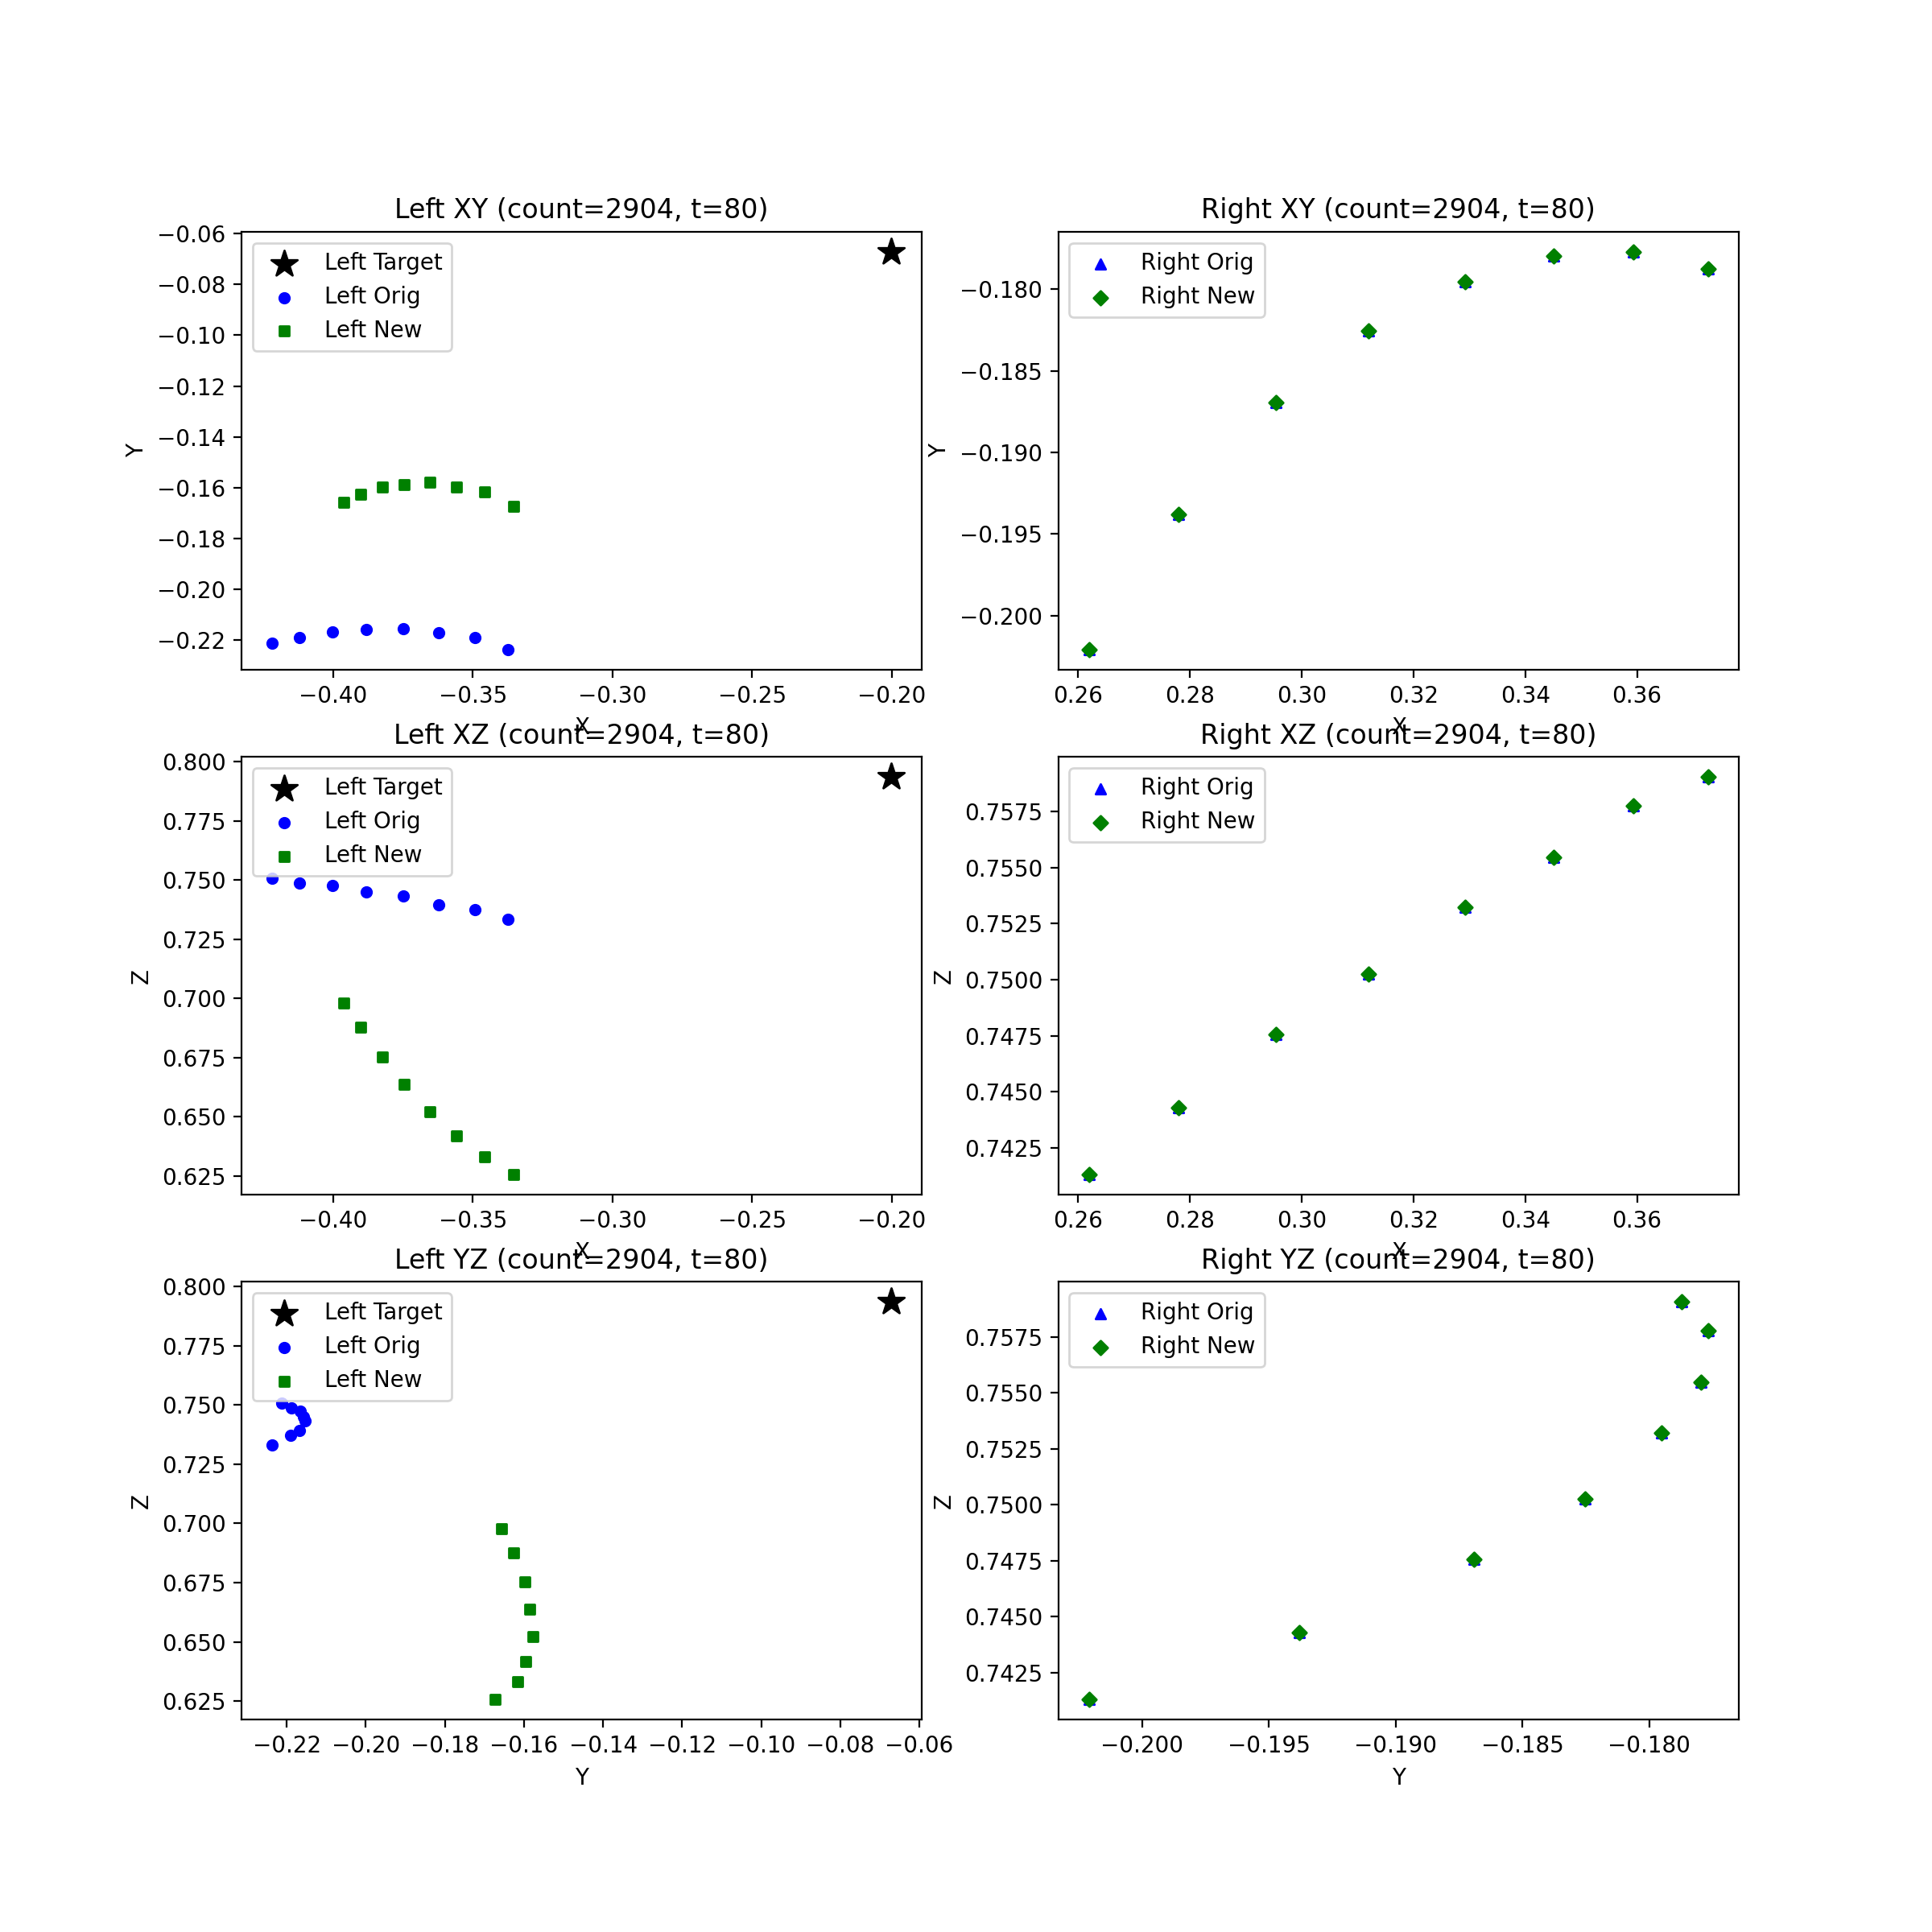 Left XY (count=2904, t=80)
Left Target
Left Orig
Left New
−0.06
−0.08
−0.10
−0.12
−0.14
−0.16
−0.18
−0.20
−0.22
Y
−0.40
−0.35
−0.30
−0.25
−0.20
X
Right XY (count=2904, t=80)
Right Orig
Right New
−0.180
−0.185
−0.190
−0.195
−0.200
Y
0.26
0.28
0.30
0.32
0.34
0.36
X
Left XZ (count=2904, t=80)
Left Target
Left Orig
Left New
0.800
0.775
0.750
0.725
0.700
0.675
0.650
0.625
Z
−0.40
−0.35
−0.30
−0.25
−0.20
X
Right XZ (count=2904, t=80)
Right Orig
Right New
0.7575
0.7550
0.7525
0.7500
0.7475
0.7450
0.7425
Z
0.26
0.28
0.30
0.32
0.34
0.36
X
Left YZ (count=2904, t=80)
Left Target
Left Orig
Left New
0.800
0.775
0.750
0.725
0.700
0.675
0.650
0.625
Z
−0.22
−0.20
−0.18
−0.16
−0.14
−0.12
−0.10
−0.08
−0.06
Y
Right YZ (count=2904, t=80)
Right Orig
Right New
0.7575
0.7550
0.7525
0.7500
0.7475
0.7450
0.7425
Z
−0.200
−0.195
−0.190
−0.185
−0.180
Y